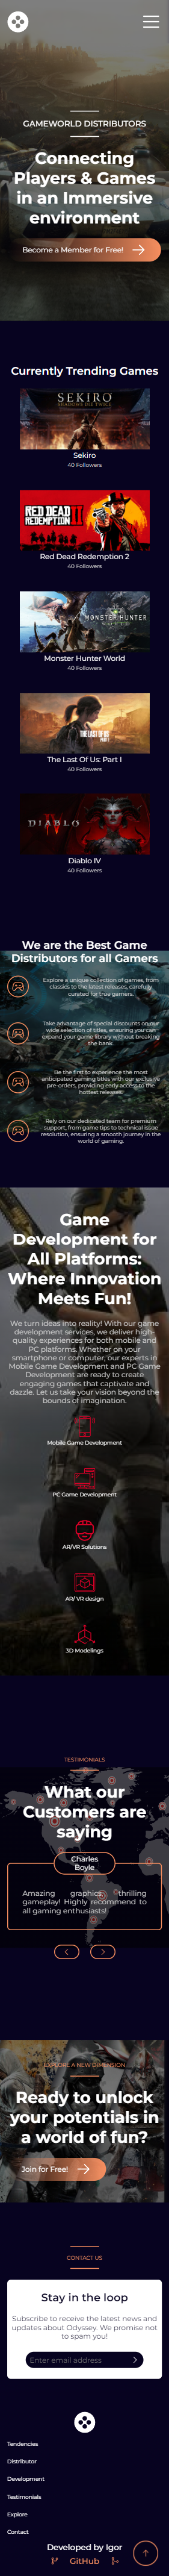 GAMEWORLD DISTRIBUTORS
Connecting
Players & Games
in an Immersive
environment
Become a Member for Free!
Currently Trending Games
SEKIRO
SHADOWS DIE TWICE
Sekiro
40 Followers
RED DEAD
REDEMPTION II
Red Dead Redemption 2
40 Followers
MONSTER HUNTER
Monster Hunter World
40 Followers
THE LAST OF US
PART I
The Last Of Us: Part I
40 Followers
DIABLO
IV
Diablo IV
40 Followers
We are the Best Game
Distributors for all Gamers
Explore a unique collection of games, from
classics to the latest releases, carefully
curated for true gamers.
Take advantage of special discounts on our
wide selection of titles, ensuring you can
expand your game library without breaking
the bank.
Be the first to experience the most
anticipated gaming titles with our exclusive
pre-orders, providing early access to the
hottest releases.
Rely on our dedicated team for premium
support, from game tips to technical issue
resolution, ensuring a smooth journey in the
world of gaming.
Game
Development for
All Platforms:
Where Innovation
Meets Fun!
We turn ideas into reality! With our game
development services, we deliver high-
quality experiences for both mobile and
PC platforms. Whether on your
smartphone or computer, our experts in
Mobile Game Development and PC Game
Development are ready to create
engaging games that captivate and
dazzle. Let us take your vision beyond the
bounds of imagination.
Mobile Game Development
PC Game Development
AR/VR Solutions
AR/ VR design
3D Modelings
TESTIMONIALS
What our
Customers are
saying
Charles
Boyle
Amazing graphics, thrilling
gameplay! Highly recommend to
all gaming enthusiasts!
EXPLORE A NEW DIMENSION
Ready to unlock
your potentials in
a world of fun?
Join for Free!
CONTACT US
Stay in the loop
Subscribe to receive the latest news and
updates about Odyssey. We promise not
to spam you!
Enter email address
Tendencies
Distributor
Development
Testimonials
Explore
Contact
Developed by Igor
GitHub